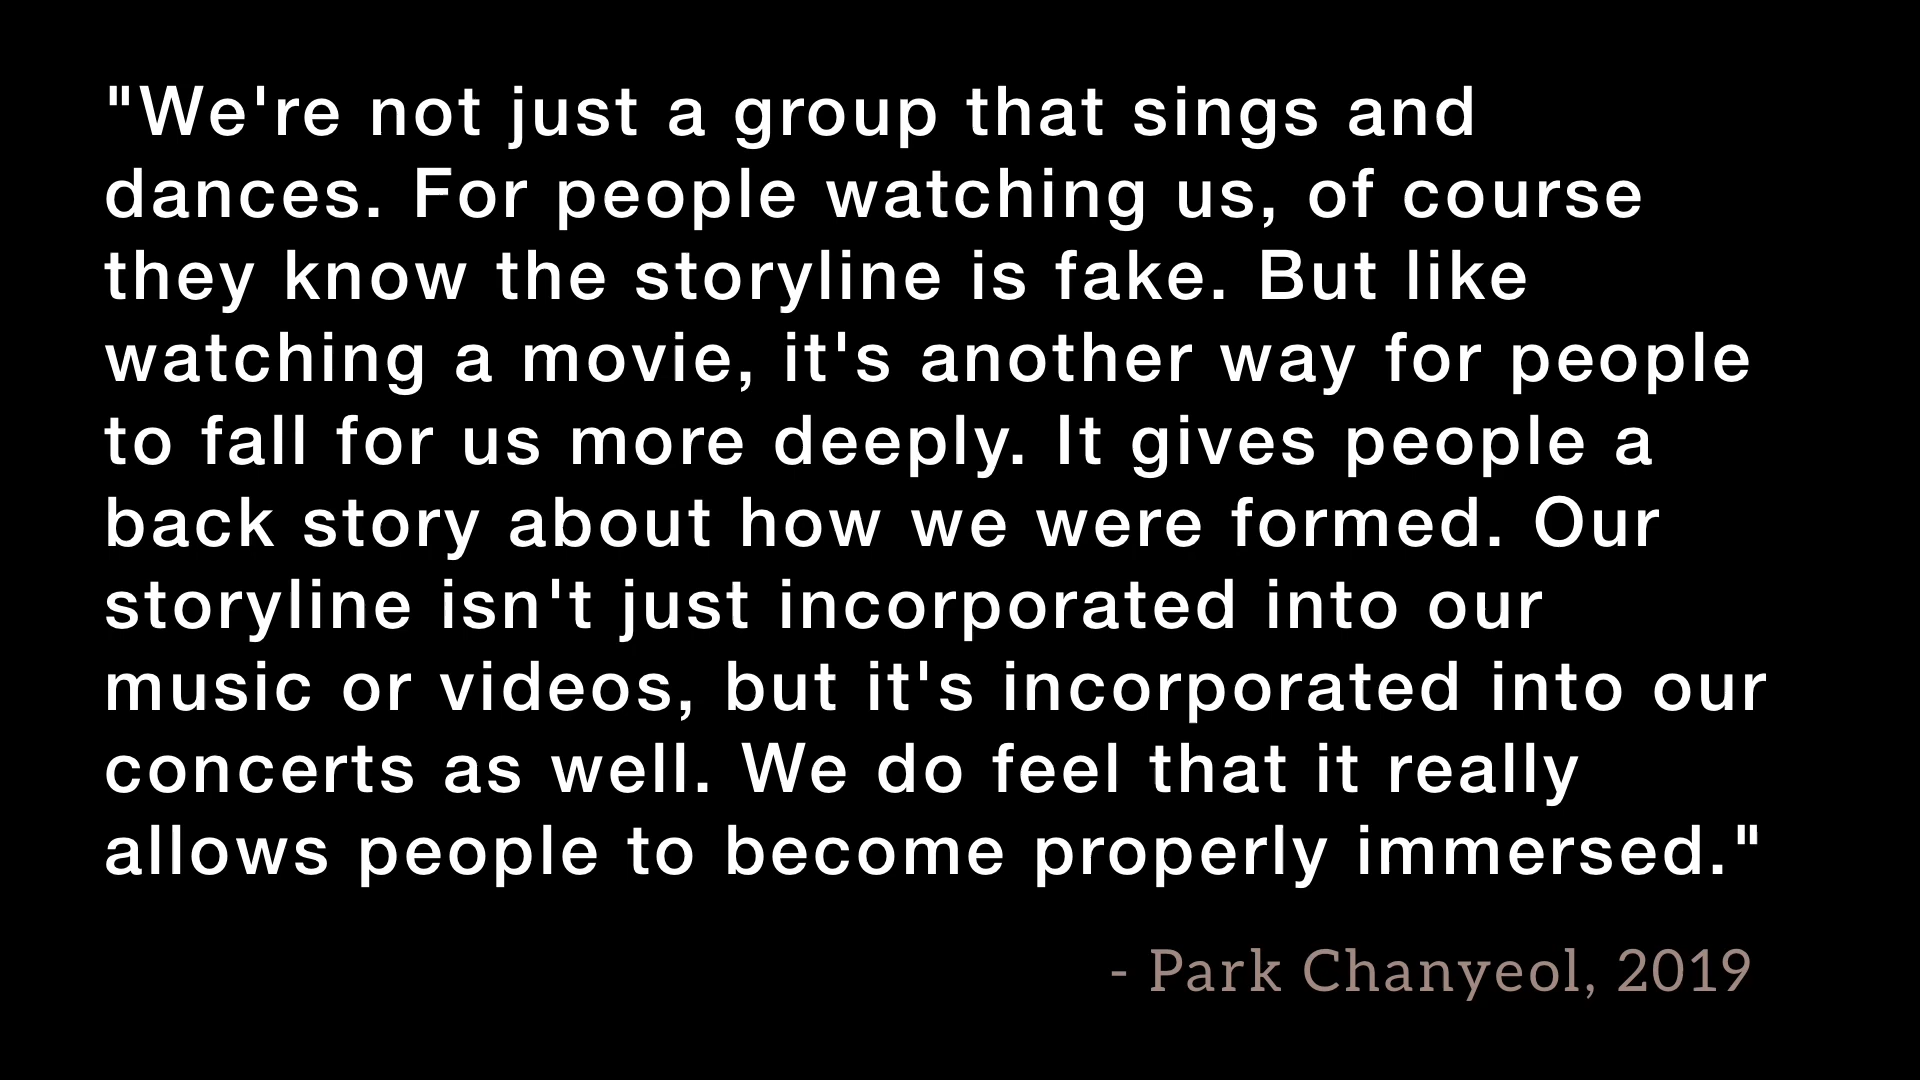 "We're not just a group that sings and
dances. For people watching us, of course
they know the storyline is fake. But like
watching a movie, it's another way for people
to fall for us more deeply. It gives people a
back story about how we were formed. Our
storyline isn't just incorporated into our
music or videos, but it's incorporated into our
concerts as well. We do feel that it really
allows people to become properly immersed."
- Park Chanyeol, 2019